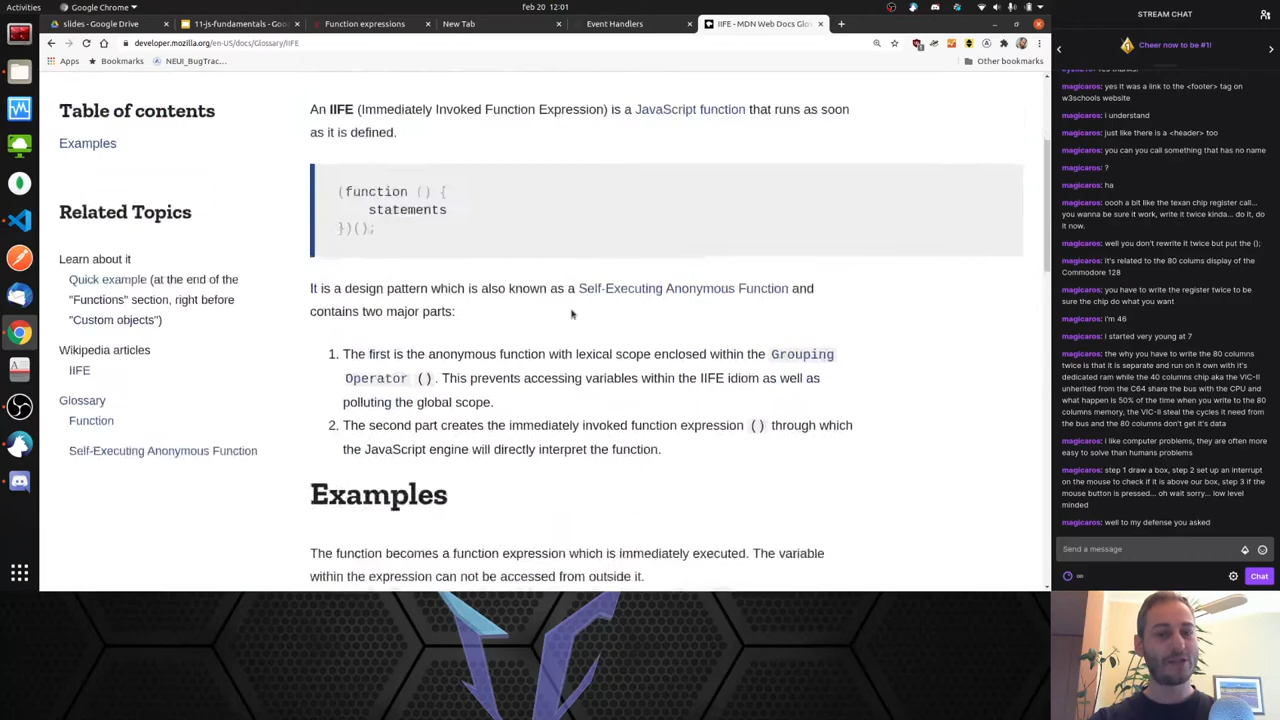 Activities
Google Chrome
feb 20 12:01
slides - Google Drive
11-js-fundamentals - Goo
Function expressions
New Tab
Event Handlers
IIFE - MDN Web Docs Glo
developer.mozilla.org/en-US/docs/Glossary/IIFE
Apps
Bookmarks
NEUI_BugTrac...
Other bookmarks
Table of contents
Examples
Related Topics
Learn about it
Quick example (at the end of the
"Functions" section, right before
"Custom objects")
Wikipedia articles
IIFE
Glossary
Function
Self-Executing Anonymous Function
An IIFE (Immediately Invoked Function Expression) is a JavaScript function that runs as soon
as it is defined.
(function () {
statements
})();
It is a design pattern which is also known as a Self-Executing Anonymous Function and
contains two major parts:
1. The first is the anonymous function with lexical scope enclosed within the Grouping
Operator (). This prevents accessing variables within the IIFE idiom as well as
polluting the global scope.
2. The second part creates the immediately invoked function expression () through which
the JavaScript engine will directly interpret the function.
Examples
The function becomes a function expression which is immediately executed. The variable
within the expression can not be accessed from outside it.
STREAM CHAT
Cheer now to be #1!
magicaros: yes it was a link to the <footer> tag on
w3schools website
magicaros: i understand
magicaros: just like there is a <header> too
magicaros: you can you call something that has no name
magicaros: ?
magicaros: ha
magicaros: oooh a bit like the texan chip register call...
you wanna be sure it work, write it twice kinda... do it, do
it now.
magicaros: well you don't rewrite it twice but put the ();
magicaros: it's related to the 80 colums display of the
Commodore 128
magicaros: you have to write the register twice to be
sure the chip do what you want
magicaros: i'm 46
magicaros: i started very young at 7
magicaros: the why you have to write the 80 columns
twice is that it is separate and run on it own with it's
dedicated ram while the 40 columns chip aka the VIC-II
unherited from the C64 share the bus with the CPU and
what happen is 50% of the time when you write to the 80
columns memory, the VIC-II steal the cycles it need from
the bus and the 80 columns don't get it's data
magicaros: i like computer problems, they are often more
easy to solve than humans problems
magicaros: step 1 draw a box, step 2 set up an interrupt
on the mouse to check if it is above our box, step 3 if the
mouse button is pressed... oh wait sorry... low level
minded
magicaros: well to my defense you asked
Send a message
Chat